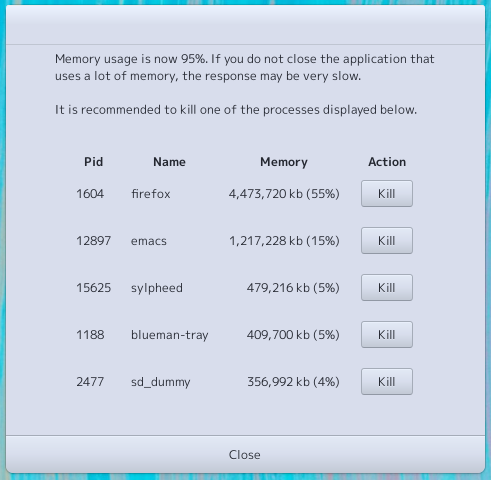 Memory usage is now 95%. If you do not close the application that
uses a lot of memory, the response may be very slow.
It is recommended to kill one of the processes displayed below.
Pid Name Memory Action
1604 firefox 4,473,720 kb (55%) Kill
12897 emacs 1,217,228 kb (15%) Kill
15625 sylpheed 479,216 kb (5%) Kill
1188 blueman-tray 409,700 kb (5%) Kill
2477 sd_dummy 356,992 kb (4%) Kill
Close